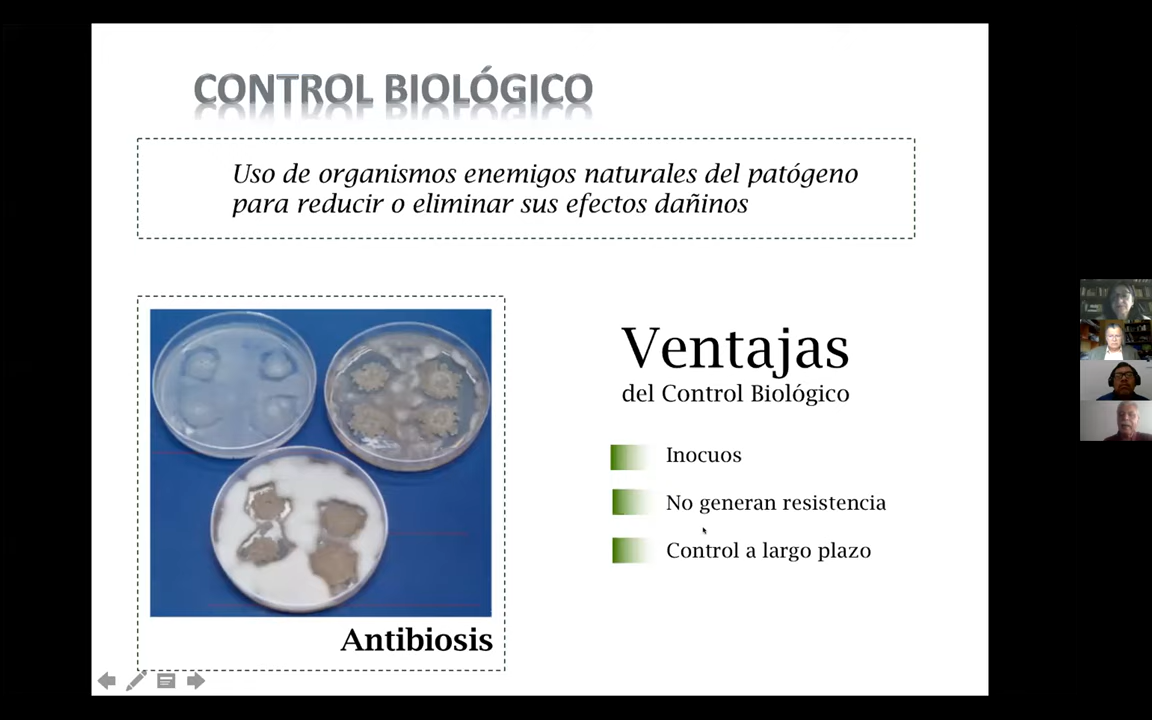 CONTROL BIOLÓGICO
Uso de organismos enemigos naturales del patógeno
para reducir o eliminar sus efectos dañinos
Ventajas
del Control Biológico
Inocuos
No generan resistencia
Control a largo plazo
Antibiosis